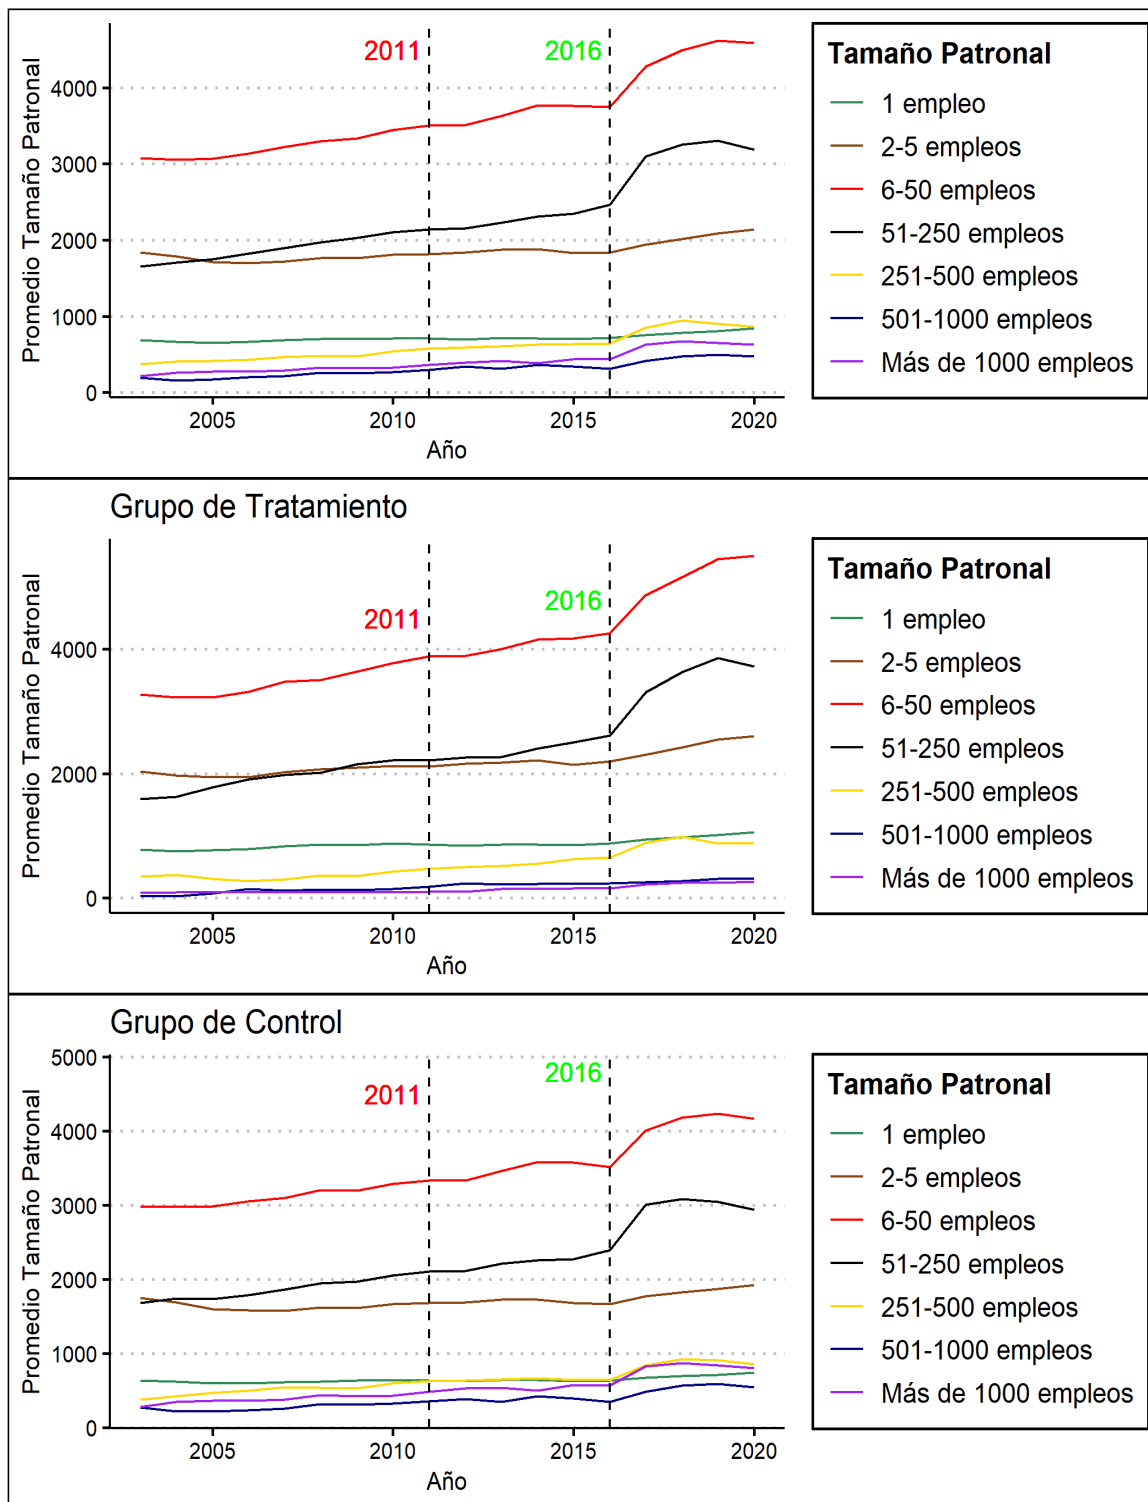 2011
2016
4000
3000
2000
1000
0
Promedio Tamaño Patronal
2005
2010
2015
2020
Año
Tamaño Patronal
1 empleo
2-5 empleos
6-50 empleos
51-250 empleos
251-500 empleos
501-1000 empleos
Más de 1000 empleos
Grupo de Tratamiento
2011
2016
4000
2000
0
Promedio Tamaño Patronal
2005
2010
2015
2020
Año
Tamaño Patronal
1 empleo
2-5 empleos
6-50 empleos
51-250 empleos
251-500 empleos
501-1000 empleos
Más de 1000 empleos
Grupo de Control
2011
2016
5000
4000
3000
2000
1000
0
Promedio Tamaño Patronal
2005
2010
2015
2020
Año
Tamaño Patronal
1 empleo
2-5 empleos
6-50 empleos
51-250 empleos
251-500 empleos
501-1000 empleos
Más de 1000 empleos